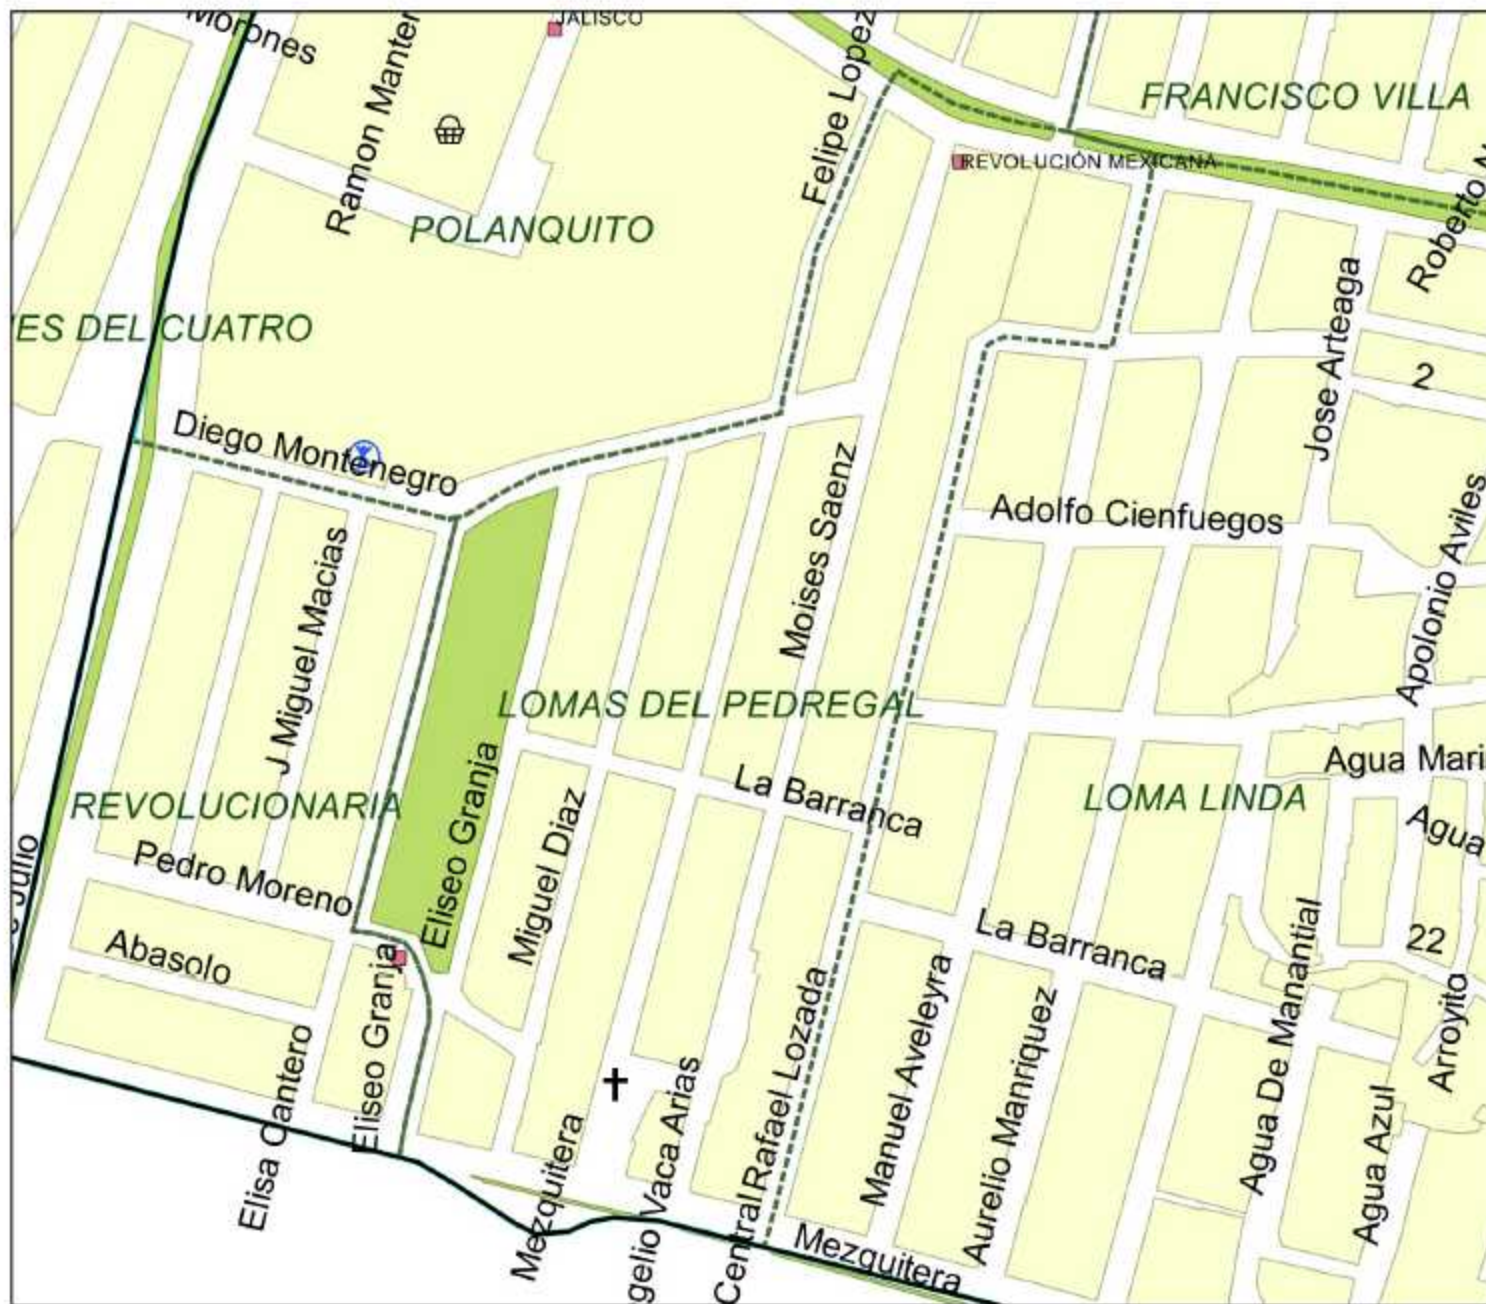 Morones
JALISCO
Ramon Manter
Felipe Lopez
FRANCISCO VILLA
REVOLUCIÓN MEXICANA
Roberto
POLANQUITO
Jose Arteaga
ES DEL CUATRO
2
Diego Montenegro
Moises Saenz
Adolfo Cienfuegos
Apolonio Aviles
J Miguel Macias
LOMAS DEL PEDREGAL
Agua Mari
La Barranca
LOMA LINDA
REVOLUCIONARIA
Eliseo Granja
Miguel Diaz
Agua
Julio
Pedro Moreno
Abasolo
La Barranca
22
Agua De Manantial
Arroyito
Eliseo Granja
Elisa Cantero
Rafael Lozada
Manuel Aveleyra
Aurelio Manriquez
Agua Azul
Mezquitera
gelio Vaca Arias
Central
Mezquitera